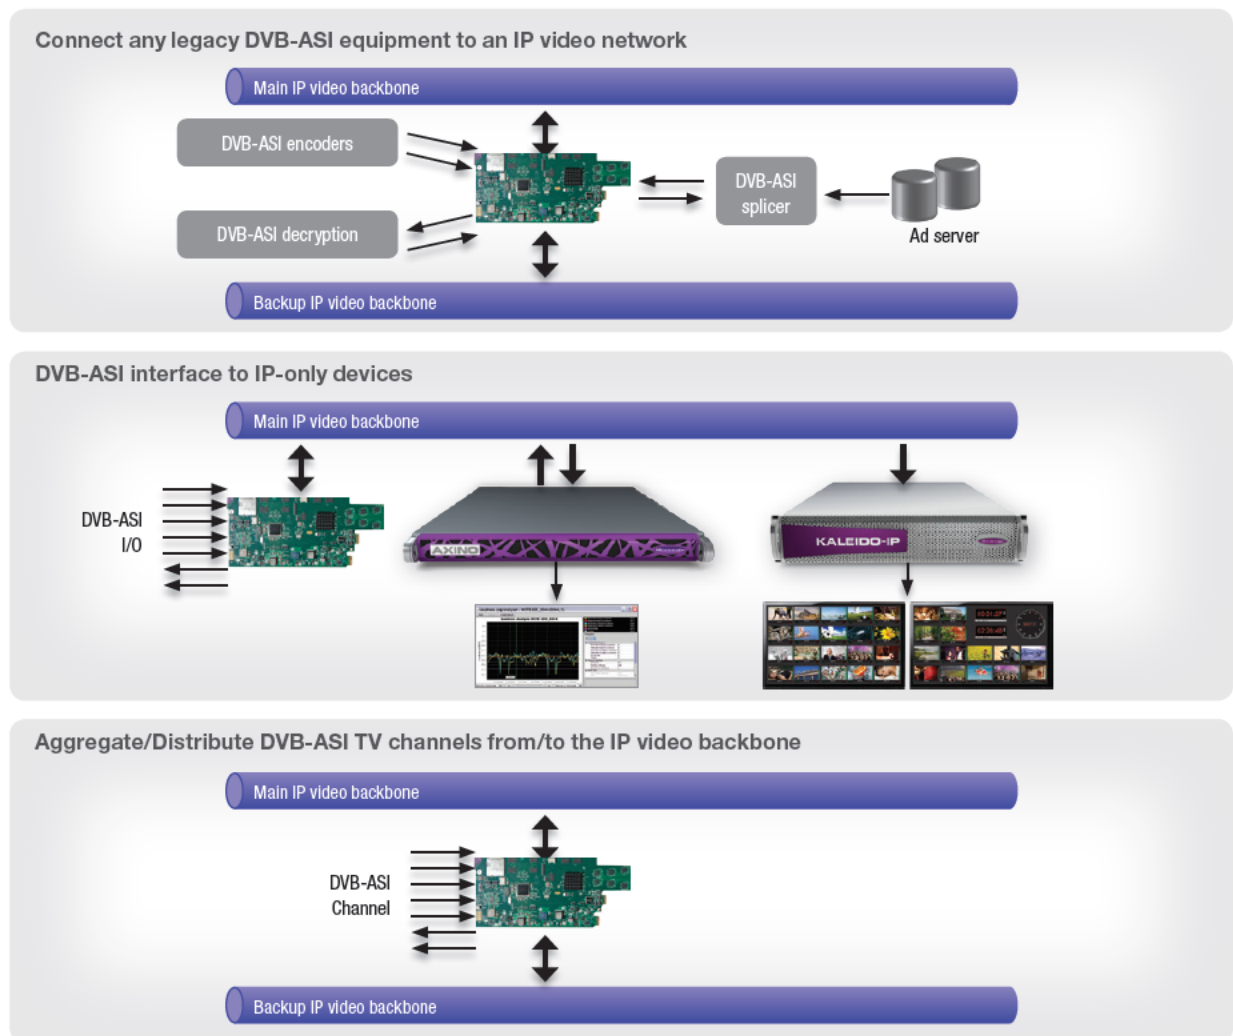 Connect any legacy DVB-ASI equipment to an IP video network
Main IP video backbone
DVB-ASI encoders
DVB-ASI
splicer
DVB-ASI decryption
Ad server
Backup IP video backbone
DVB-ASI interface to IP-only devices
Main IP video backbone
DVB-ASI
I/O
AXINO
KALEIDO-IP
Aggregate/Distribute DVB-ASI TV channels from/to the IP video backbone
Main IP video backbone
DVB-ASI
Channel
Backup IP video backbone